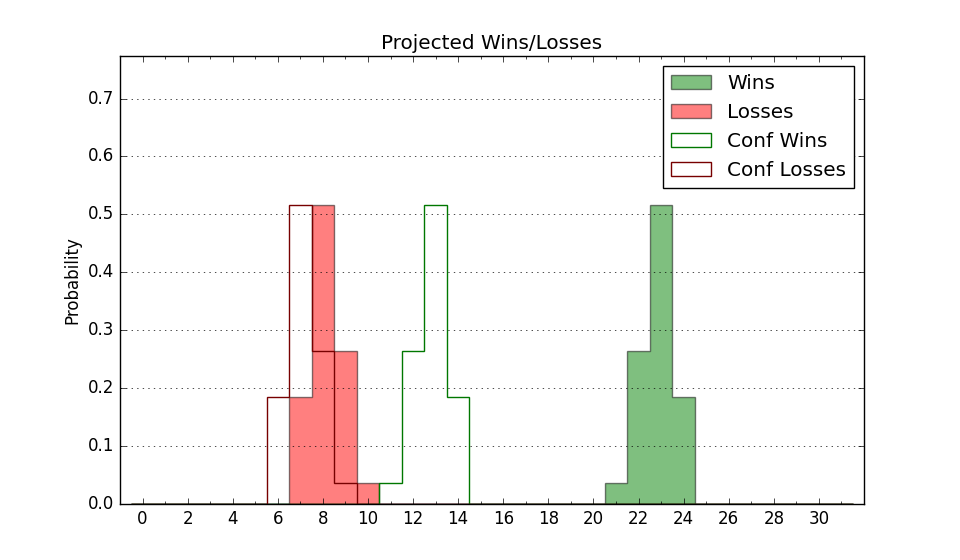 Projected Wins/Losses
Wins
Losses
Conf Wins
Conf Losses
Probability
0.7
0.6
0.5
0.4
0.3
0.2
0.1
0.0
0 2 4 6 8 10 12 14 16 18 20 22 24 26 28 30